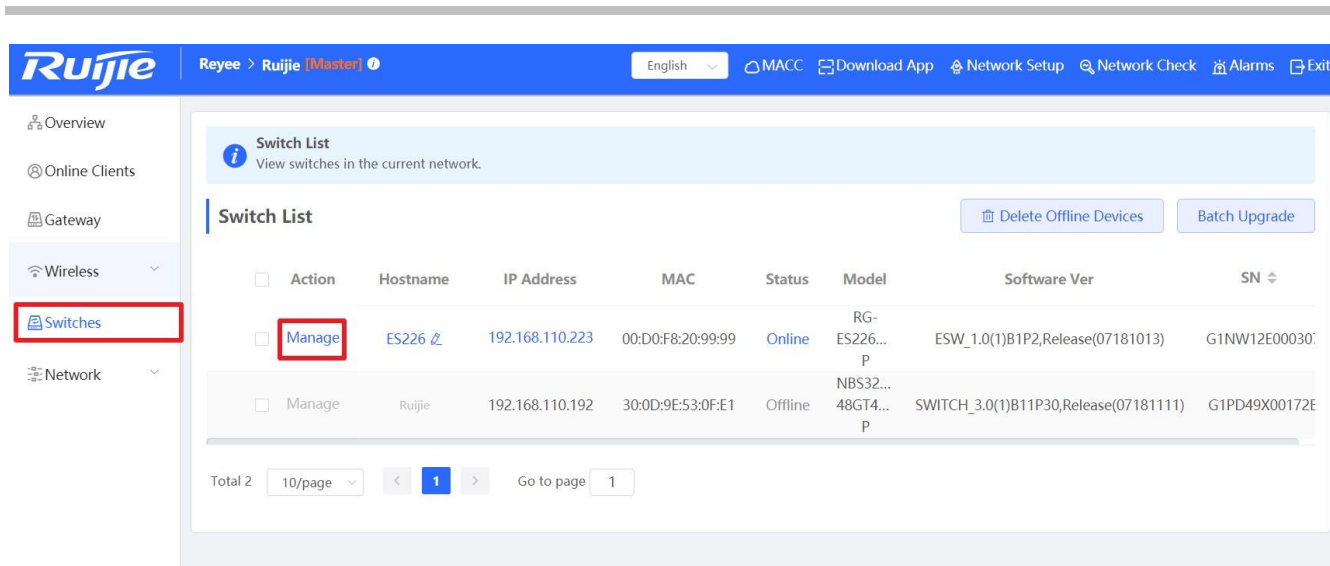 Ruijie
Reyee > Ruijie [Master]
English
MACC
Download App
Network Setup
Network Check
Alarms
Exit
Overview
Online Clients
Gateway
Wireless
Switches
Network
Switch List
View switches in the current network.
Switch List
Delete Offline Devices
Batch Upgrade
Action Hostname IP Address MAC Status Model Software Ver SN
Manage ES226 192.168.110.223 00:D0:F8:20:99:99 Online RG-ES226...P ESW_1.0(1)B1P2,Release(07181013) G1NW12E00030
Manage Ruijie 192.168.110.192 30:0D:9E:53:0F:E1 Offline NBS32...48GT4...P SWITCH_3.0(1)B11P30,Release(07181111) G1PD49X00172
Total 2 10/page < 1 > Go to page 1